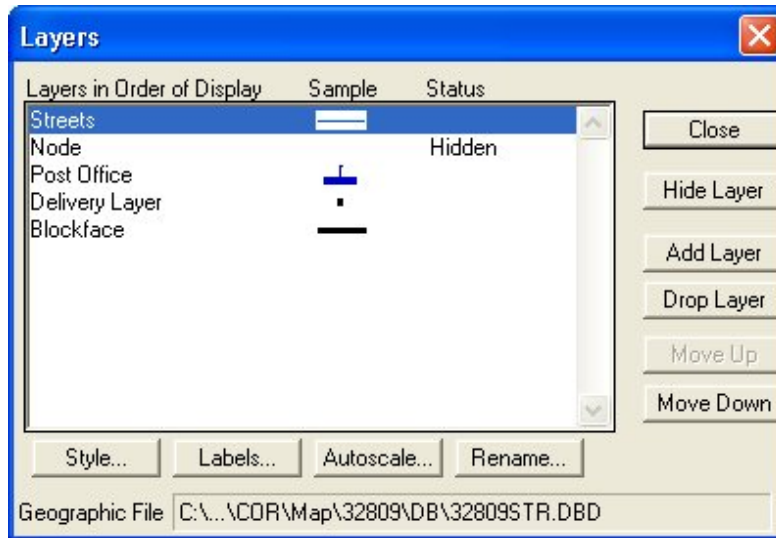 Layers
Layers in Order of Display Sample Status
Streets
Node Hidden
Post Office
Delivery Layer
Blockface
Close
Hide Layer
Add Layer
Drop Layer
Move Up
Move Down
Style... Labels... Autoscale... Rename...
Geographic File C:\...\COR\Map\32809\DB\32809STR.DBD